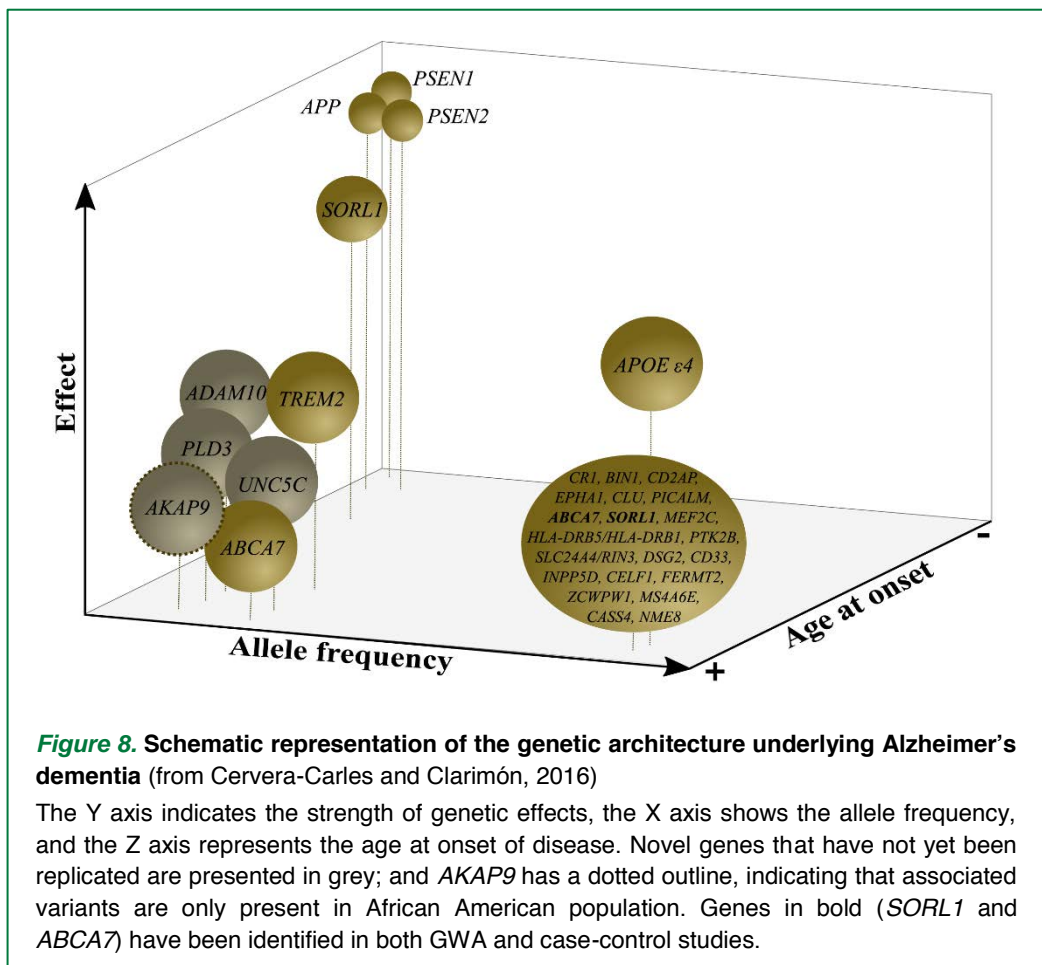 PSEN1
APP
PSEN2
SORL1
Effect
APOE ε4
ADAM10
TREM2
PLD3
UNC5C
AKAP9
ABCA7
CR1, BIN1, CD2AP,
EPHA1, CLU, PICALM,
ABCA7, SORL1, MEF2C,
HLA-DRB5/HLA-DRB1, PTK2B,
SLC24A4/RIN3, DSG2, CD33,
INPP5D, CELF1, FERMT2,
ZCWPW1, MS4A6E,
CASS4, NME8
-
Age at onset
+
Allele frequency
Figure 8. Schematic representation of the genetic architecture underlying Alzheimer's
dementia (from Cervera-Carles and Clarimón, 2016)
The Y axis indicates the strength of genetic effects, the X axis shows the allele frequency,
and the Z axis represents the age at onset of disease. Novel genes that have not yet been
replicated are presented in grey; and AKAP9 has a dotted outline, indicating that associated
variants are only present in African American population. Genes in bold (SORL1 and
ABCA7) have been identified in both GWA and case-control studies.